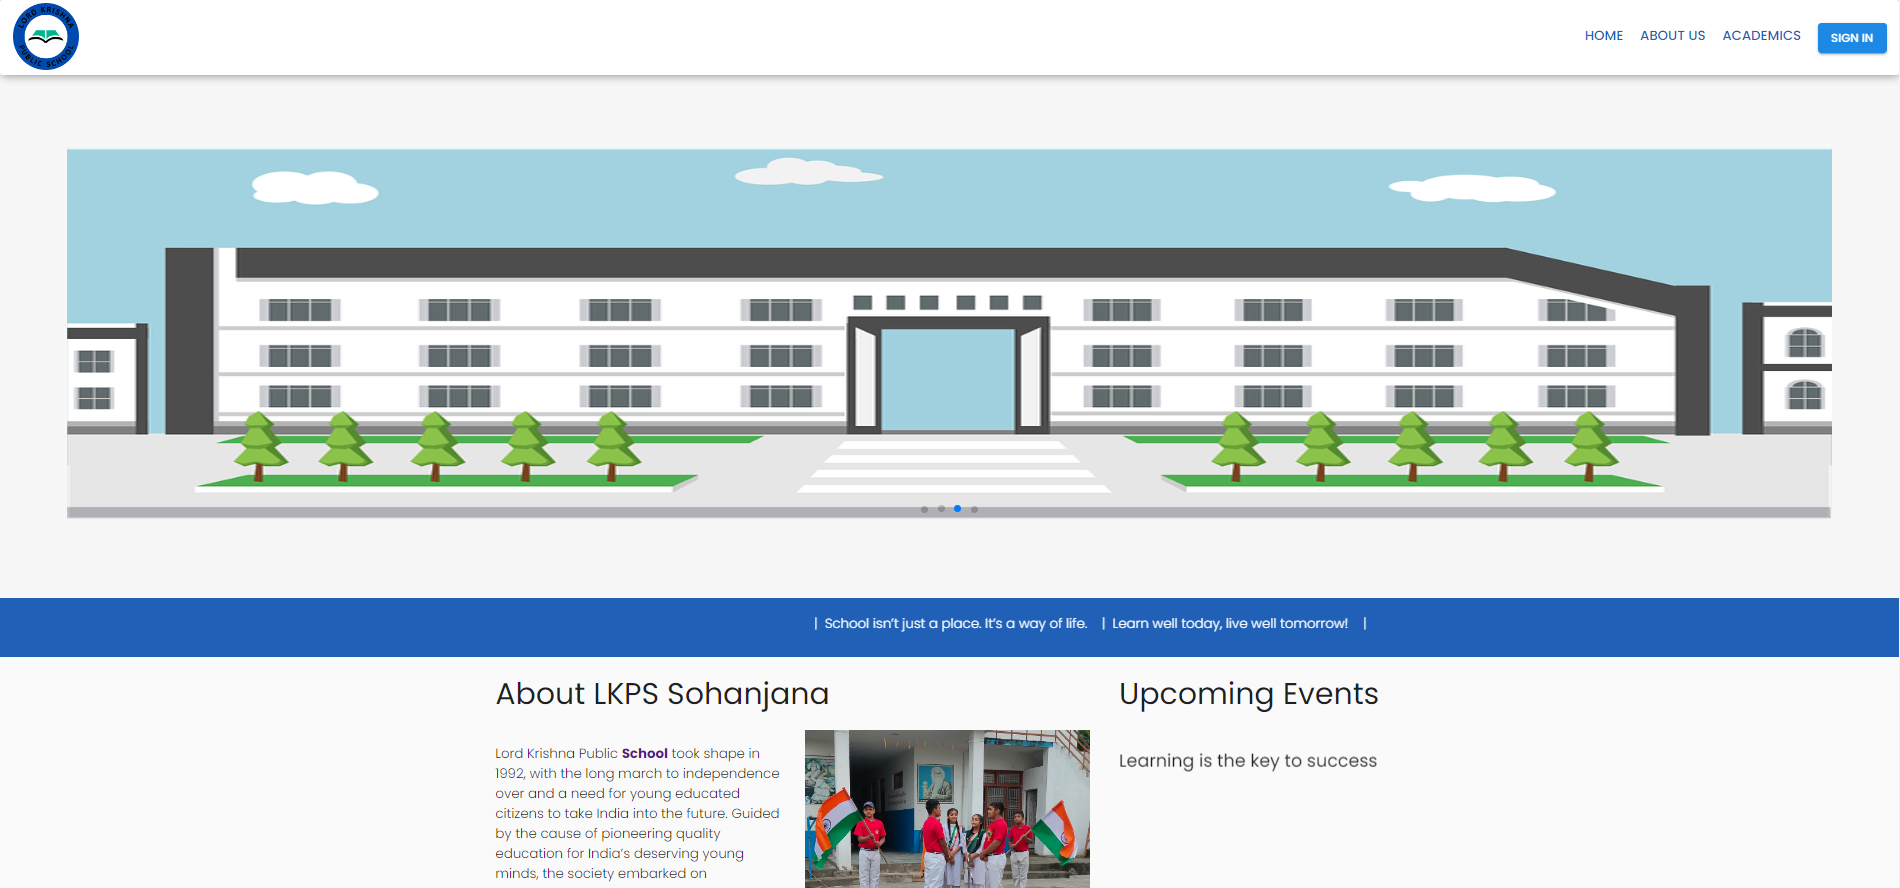 LORD KRISHNA
PUBLIC SCHOOL
HOME ABOUT US ACADEMICS SIGN IN
| School isn't just a place. It's a way of life. | Learn well today, live well tomorrow! |
About LKPS Sohanjana
Lord Krishna Public School took shape in
1992, with the long march to independence
over and a need for young educated
citizens to take India into the future. Guided
by the cause of pioneering quality
education for India's deserving young
minds, the society embarked on
Upcoming Events
Learning is the key to success